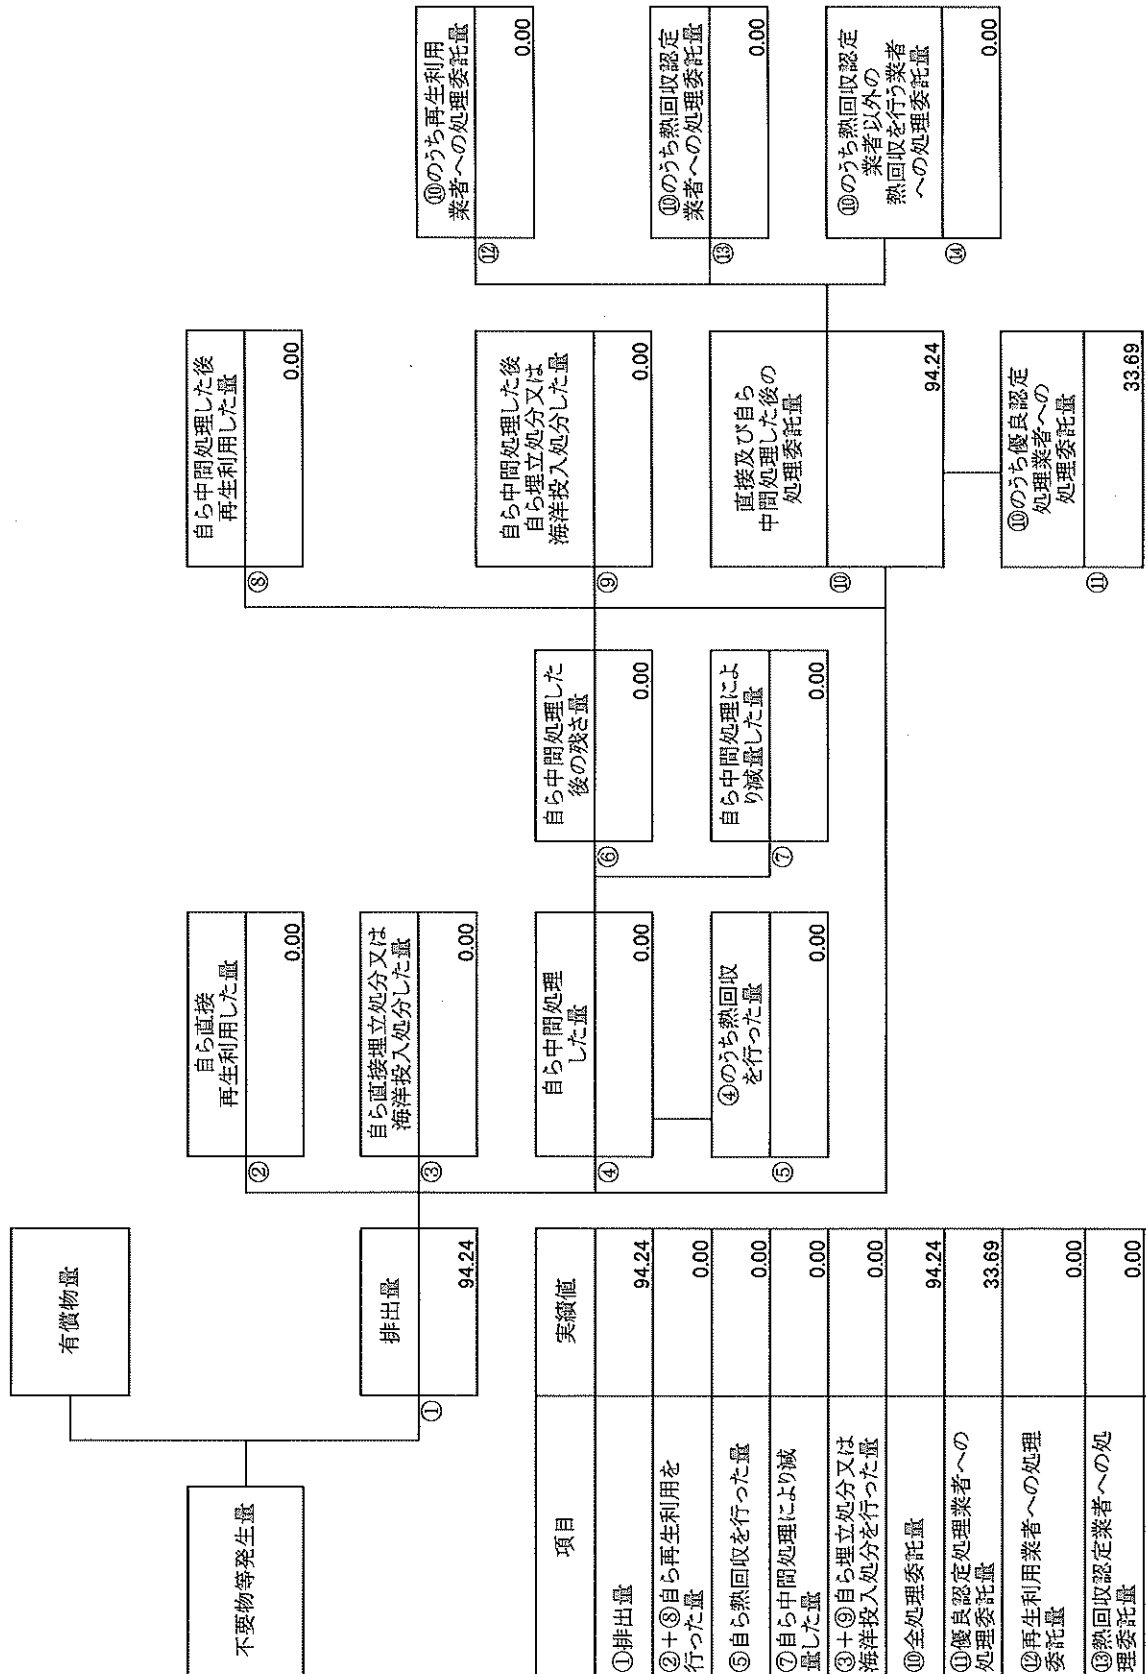 不要物等発生量
有償物量
排出量
①
94.24
自ら直接
再生利用した量
②
0.00
自ら直接埋立処分又は
海洋投入処分した量
③
0.00
自ら中間処理
した量
④
0.00
④のうち熱回収
を行った量
⑤
0.00
自ら中間処理した
後の残さ量
⑥
0.00
自ら中間処理によ
り減量した量
⑦
0.00
自ら中間処理した後
再生利用した量
⑧
0.00
自ら中間処理した後
自ら埋立処分又は
海洋投入処分した量
⑨
0.00
直接及び自ら
中間処理した後の
処理委託量
⑩
94.24
⑩のうち優良認定
処理業者への
処理委託量
⑪
33.69
⑩のうち再生利用
業者への処理委託量
⑫
0.00
⑩のうち熱回収認定
業者への処理委託量
⑬
0.00
⑩のうち熱回収認定
業者以外の
熱回収を行う業者
への処理委託量
⑭
0.00
項目 実績値
①排出量 94.24
②+⑧自ら再生利用を
行った量 0.00
⑤自ら熱回収を行った量 0.00
⑦自ら中間処理により減
量した量 0.00
③+⑨自ら埋立処分又は
海洋投入処分を行った量 0.00
⑩全処理委託量 94.24
⑪優良認定処理業者への
処理委託量 33.69
⑫再生利用業者への処理
委託量 0.00
⑬熱回収認定業者への処
理委託量 0.00